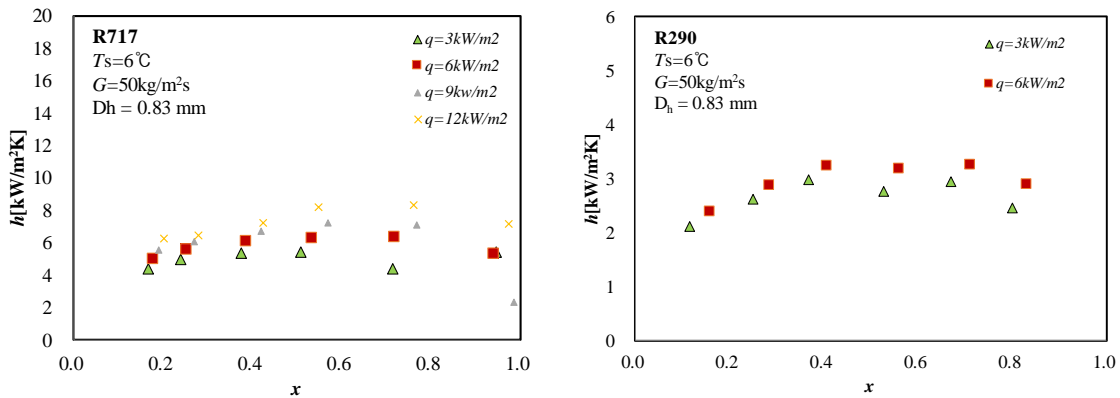 R717
Ts=6℃
G=50kg/m²s
Dh = 0.83 mm
q=3kW/m2
q=6kW/m2
q=9kw/m2
q=12kW/m2
h[kW/m²K]
20
18
16
14
12
10
8
6
4
2
0
0.0 0.2 0.4 0.6 0.8 1.0
x
R290
Ts=6℃
G=50kg/m²s
Dₕ = 0.83 mm
q=3kW/m2
q=6kW/m2
h[kW/m²K]
6
5
4
3
2
1
0
0.0 0.2 0.4 0.6 0.8 1.0
x